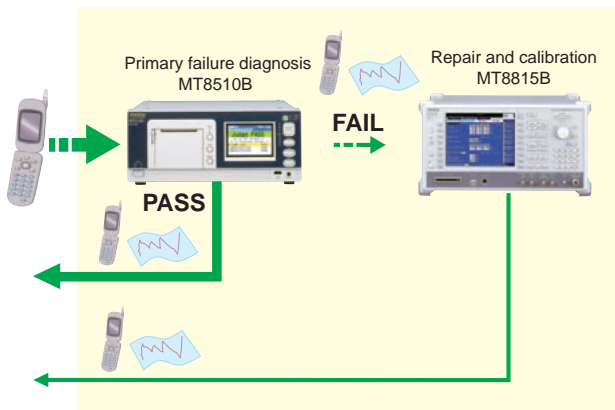 Primary failure diagnosis
MT8510B
Repair and calibration
MT8815B
FAIL
PASS